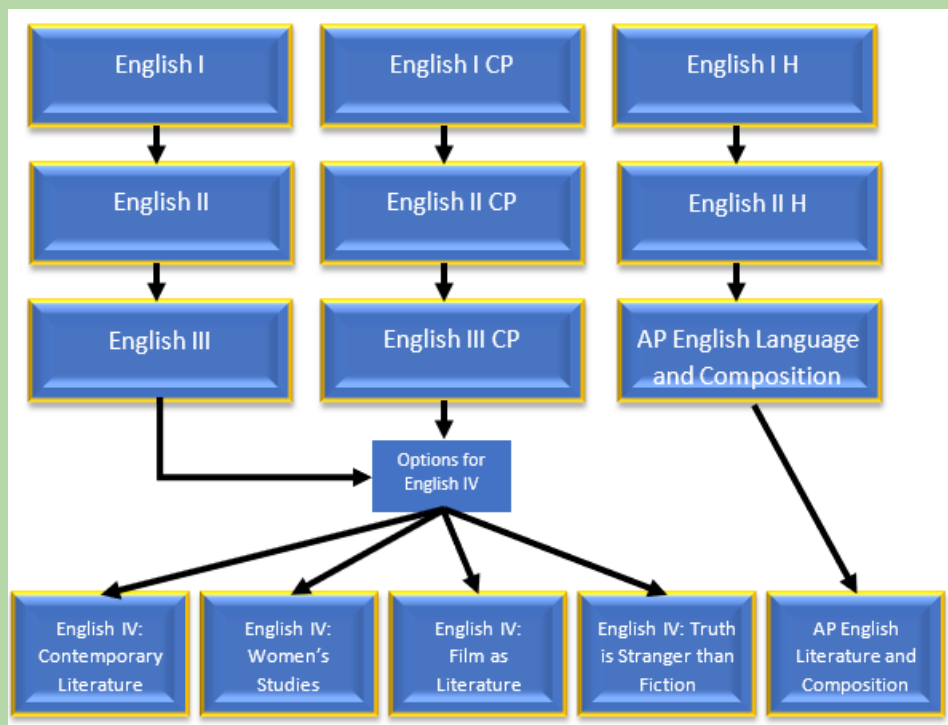 English I
English I CP
English I H
English II
English II CP
English II H
English III
English III CP
AP English Language
and Composition
Options for
English IV
English IV:
Contemporary
Literature
English IV:
Women’s
Studies
English IV:
Film as
Literature
English IV: Truth
is Stranger than
Fiction
AP English
Literature and
Composition